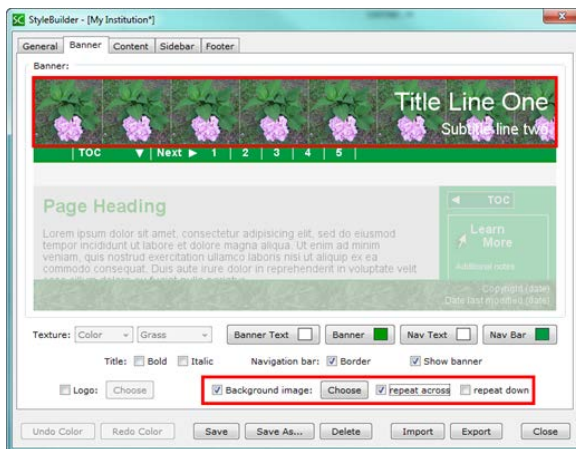 SC StyleBuilder - [My Institution*]
General Banner Content Sidebar Footer
Banner:
Title Line One
Subtitle line two
TOC ▼ Next ► 1 2 3 4 5
◄ TOC
Page Heading
Learn More
Lorem ipsum dolor sit amet, consectetur adipisicing elit, sed do eiusmod
tempor incididunt ut labore et dolore magna aliqua. Ut enim ad minim
veniam, quis nostrud exercitation ullamco laboris nisi ut aliquip ex ea
commodo consequat. Duis aute irure dolor in reprehenderit in voluptate velit
Additional notes
Copyright (date)
Date last modified (date)
Texture: Color Grass Banner Text Banner Nav Text Nav Bar
Title: Bold Italic Navigation bar: Border Show banner
Logo: Choose Background image: Choose repeat across repeat down
Undo Color Redo Color Save Save As... Delete Import Export Close